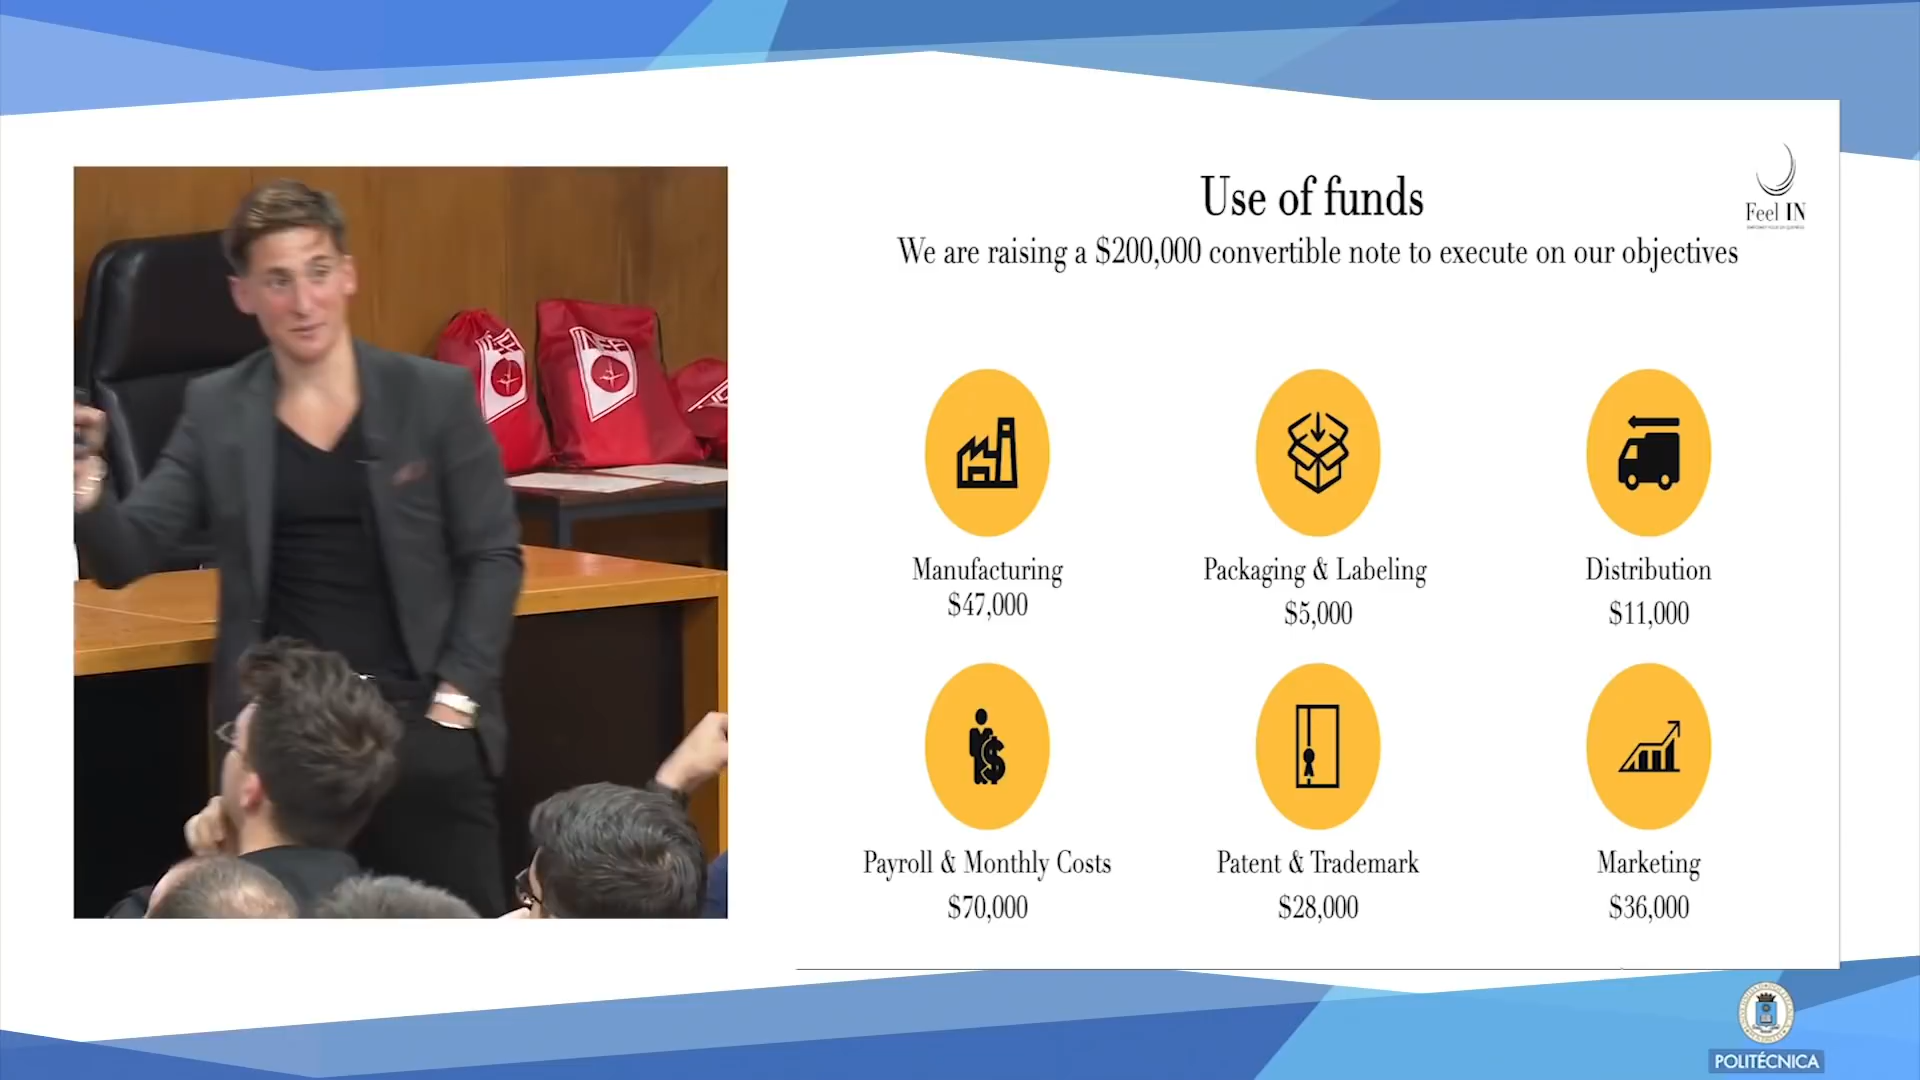 Use of funds
We are raising a $200,000 convertible note to execute on our objectives
Feel IN
Manufacturing
$47,000
Packaging & Labeling
$5,000
Distribution
$11,000
Payroll & Monthly Costs
$70,000
Patent & Trademark
$28,000
Marketing
$36,000
INEF
POLITÉCNICA